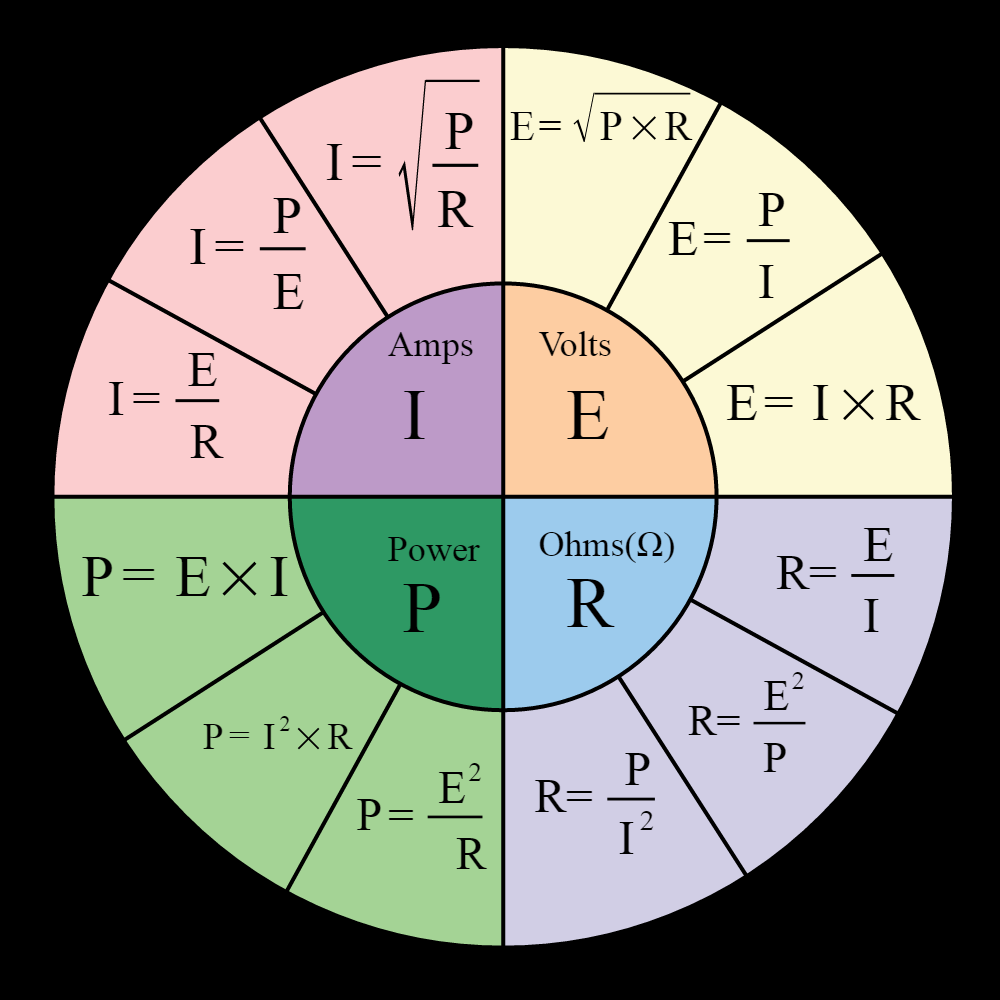 I = √(P/R)
E = √(P × R)
I = P/E
E = P/I
I = E/R
E = I × R
Amps
I
Volts
E
Power
P
Ohms(Ω)
R
P = E × I
R = E/I
P = I² × R
R = E²/P
P = E²/R
R = P/I²